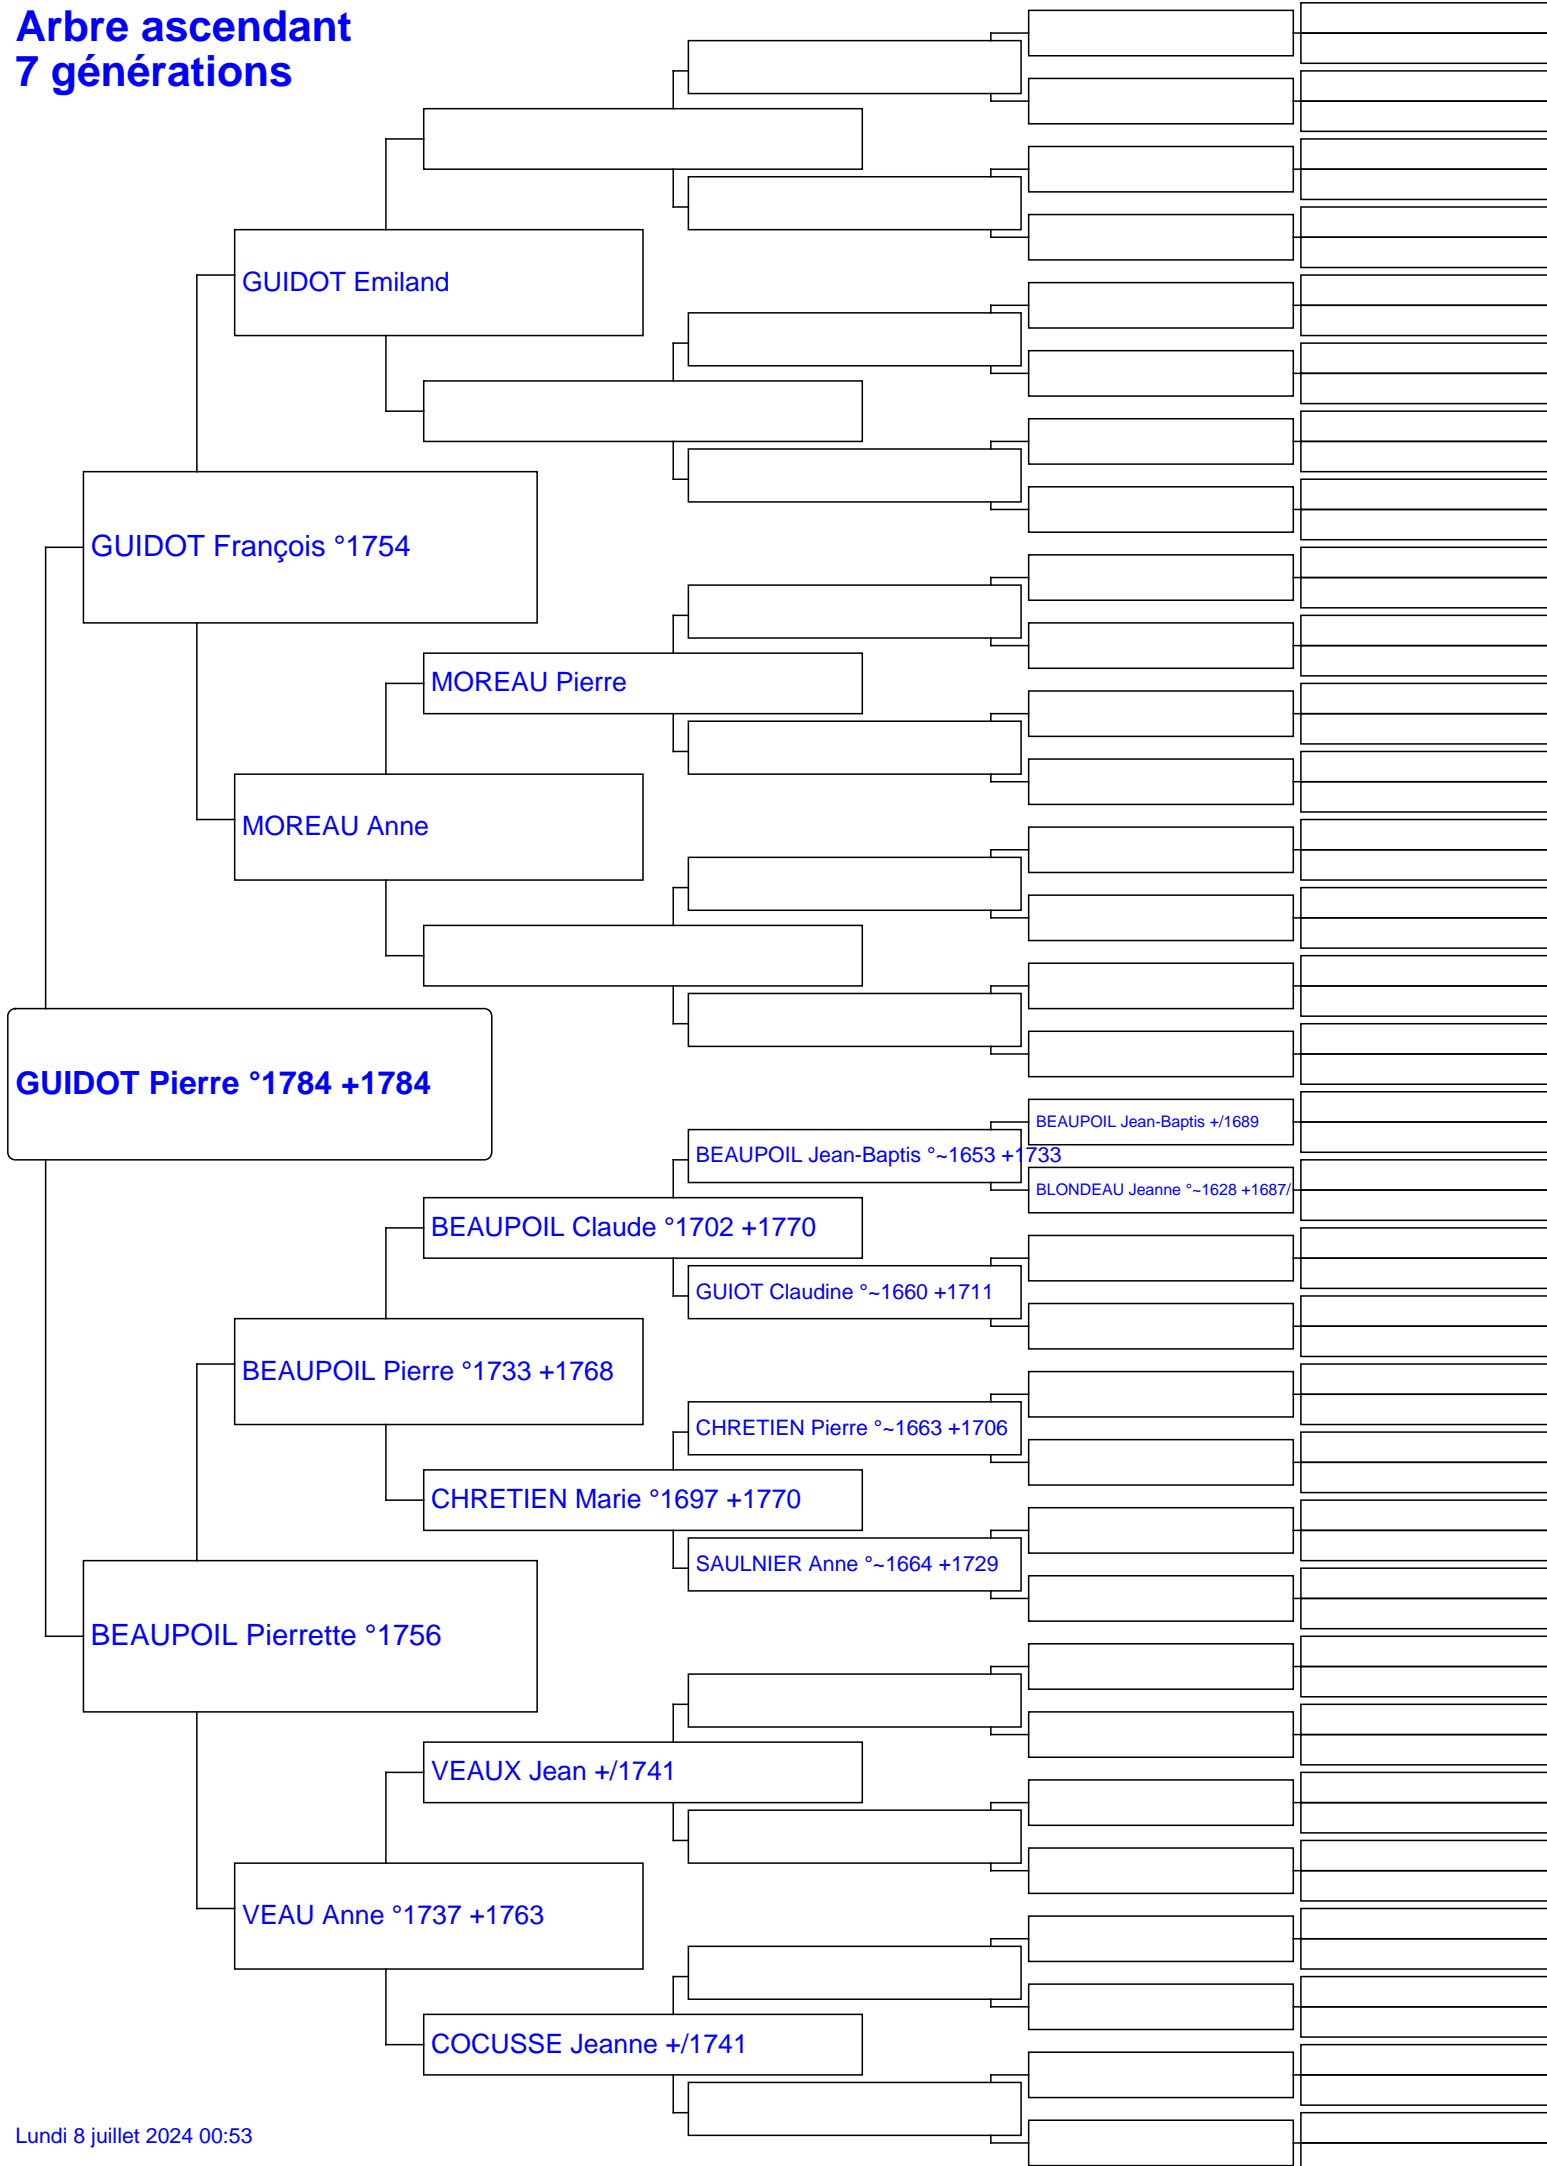 Arbre ascendant
7 générations
GUIDOT Emiland
GUIDOT François °1754
MOREAU Pierre
MOREAU Anne
GUIDOT Pierre °1784 +1784
BEAUPOIL Jean-Baptis +/1689
BEAUPOIL Jean-Baptis °~1653 +1733
BLONDEAU Jeanne °~1628 +1687/
BEAUPOIL Claude °1702 +1770
GUIOT Claudine °~1660 +1711
BEAUPOIL Pierre °1733 +1768
CHRETIEN Pierre °~1663 +1706
CHRETIEN Marie °1697 +1770
SAULNIER Anne °~1664 +1729
BEAUPOIL Pierrette °1756
VEAUX Jean +/1741
VEAU Anne °1737 +1763
COCUSSE Jeanne +/1741
Lundi 8 juillet 2024 00:53